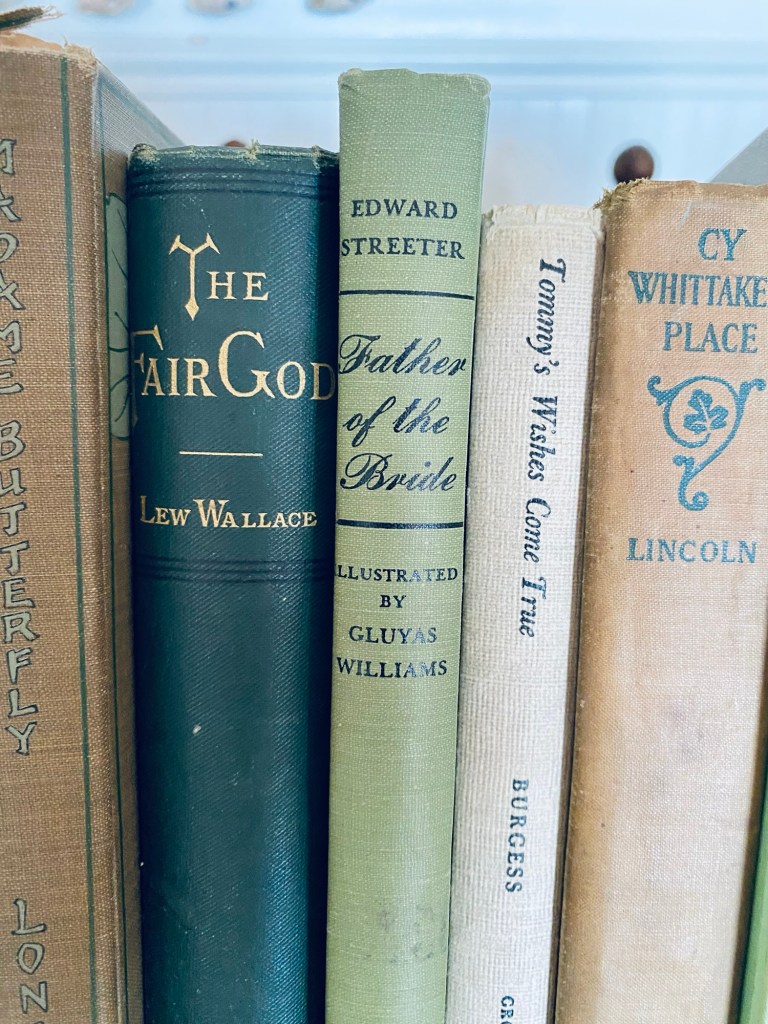 MADAME BUTTERFLY
LONG
THE
FAIR GOD
LEW WALLACE
EDWARD
STREETER
Father
of the
Bride
ILLUSTRATED
BY
GLUYAS
WILLIAMS
Tommy's Wishes Come True
BURGESS
CY
WHITTAKE
PLACE
LINCOLN